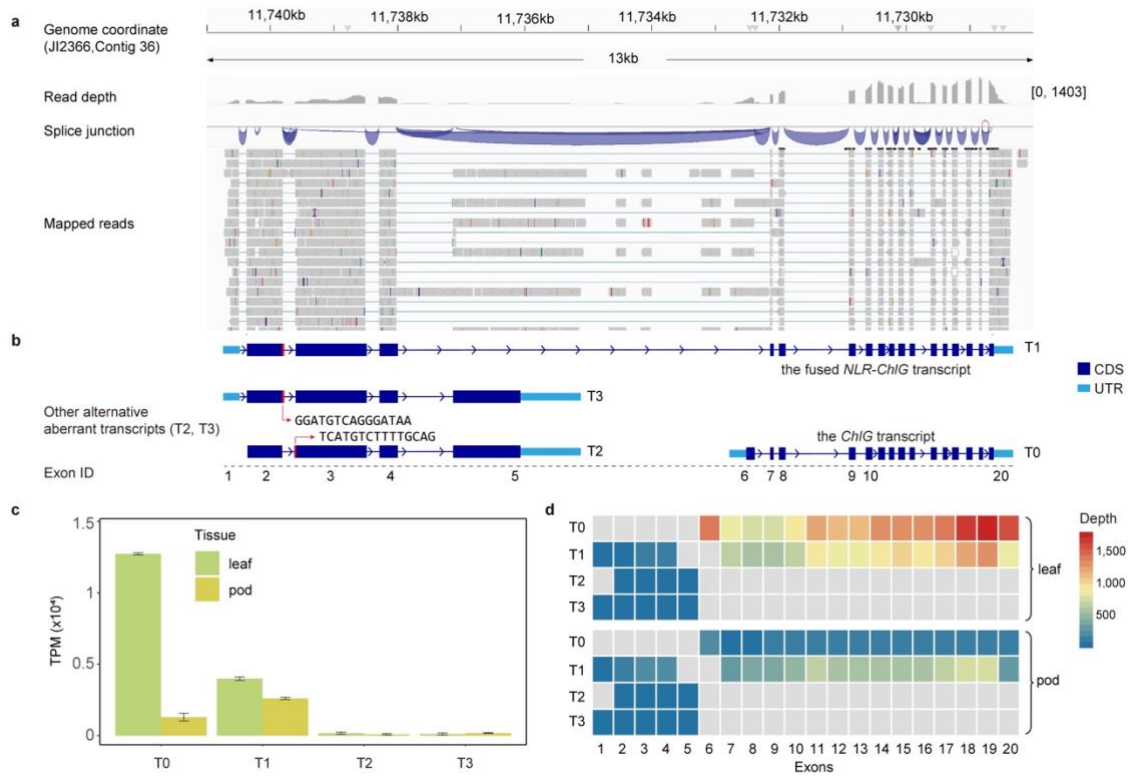 a
11,740kb 11,738kb 11,736kb 11,734kb 11,732kb 11,730kb
Genome coordinate
(JI2366,Contig 36)
13kb
Read depth
[0, 1403]
Splice junction
Mapped reads
b
T1
the fused NLR-ChlG transcript
CDS
UTR
T3
Other alternative
aberrant transcripts (T2, T3)
GGATGTCAGGGATAA
TCATGTCTTTTGCAG
the ChlG transcript
T2
T0
Exon ID
1 2 3 4 5 6 7 8 9 10 20
c
1.5
1
0.5
0
TPM (x10⁴)
Tissue
leaf
pod
T0 T1 T2 T3
d
T0
T1
T2
T3
leaf
T0
T1
T2
T3
pod
1 2 3 4 5 6 7 8 9 10 11 12 13 14 15 16 17 18 19 20
Exons
Depth
1,500
1,000
500